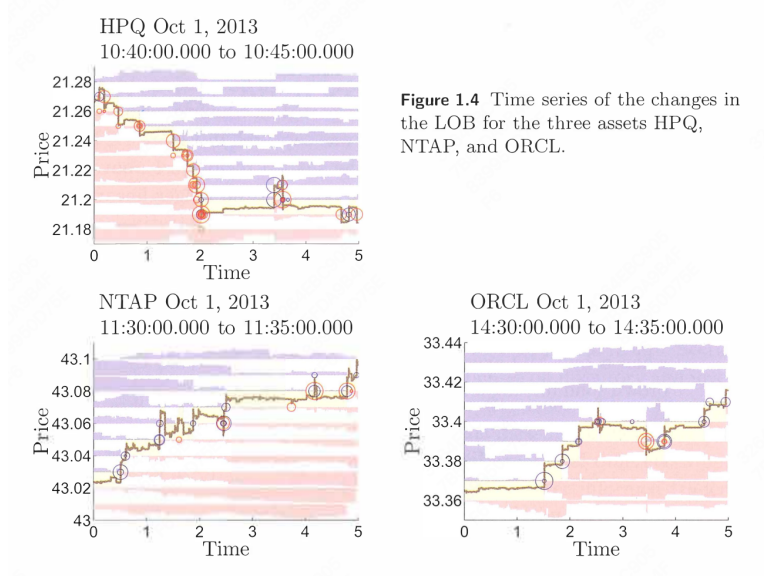 HPQ Oct 1, 2013
10:40:00.000 to 10:45:00.000
21.28
21.26
21.24
21.22
21.2
21.18
Price
0 1 2 3 4 5
Time
Figure 1.4 Time series of the changes in
the LOB for the three assets HPQ,
NTAP, and ORCL.
NTAP Oct 1, 2013
11:30:00.000 to 11:35:00.000
43.1
43.08
43.06
43.04
43.02
43
Price
0 1 2 3 4 5
Time
ORCL Oct 1, 2013
14:30:00.000 to 14:35:00.000
33.44
33.42
33.4
33.38
33.36
Price
0 1 2 3 4 5
Time